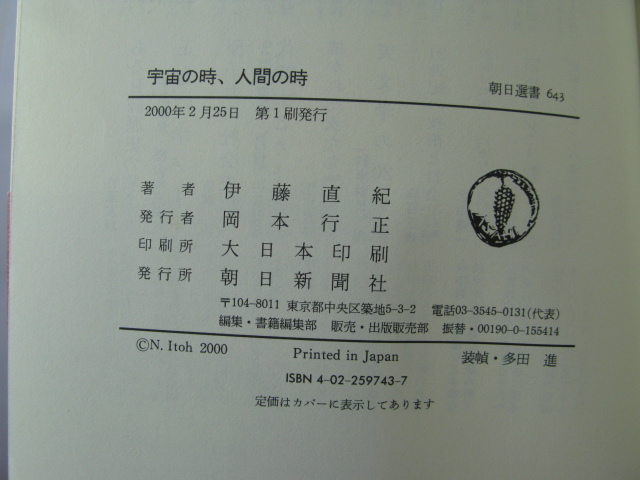 宇宙の時、人間の時
朝日選書 643
2000年2月25日 第1刷発行
著者 伊藤直紀
発行者 岡本行正
印刷所 大日本印刷
発行所 朝日新聞社
〒104-8011 東京都中央区築地5-3-2 電話03-3545-0131(代表)
編集・書籍編集部 販売・出版販売部 振替・00190-0-155414
©N. Itoh 2000 Printed in Japan 装幀・多田進
ISBN 4-02-259743-7
定価はカバーに表示してあります